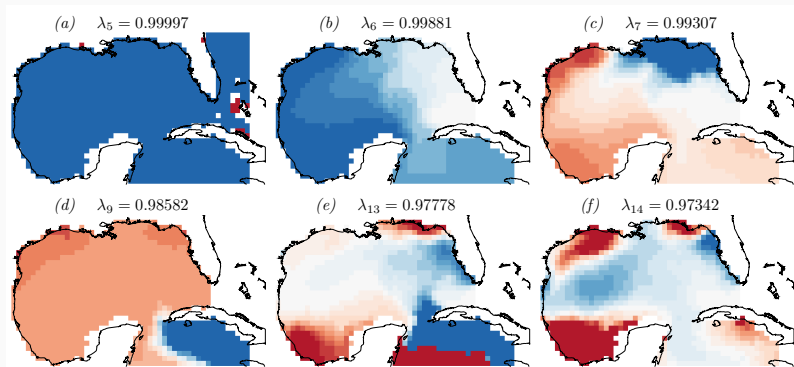 (a) λ₅ = 0.99997
(b) λ₆ = 0.99881
(c) λ₇ = 0.99307
(d) λ₉ = 0.98582
(e) λ₁₃ = 0.97778
(f) λ₁₄ = 0.97342